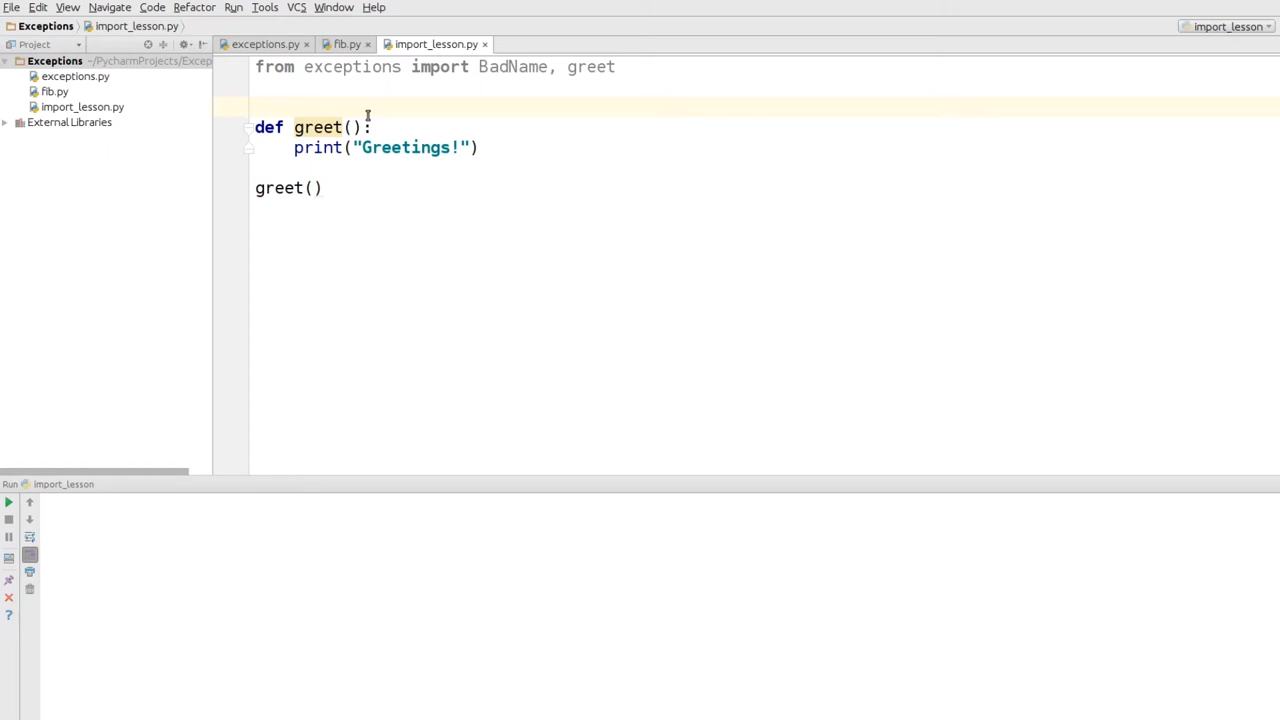 File Edit View Navigate Code Refactor Run Tools VCS Window Help
Exceptions import_lesson.py import_lesson
Project exceptions.py fib.py import_lesson.py
Exceptions ~/PycharmProjects/Excep
exceptions.py
fib.py
import_lesson.py
External Libraries
from exceptions import BadName, greet
def greet():
print("Greetings!")
greet()
Run import_lesson